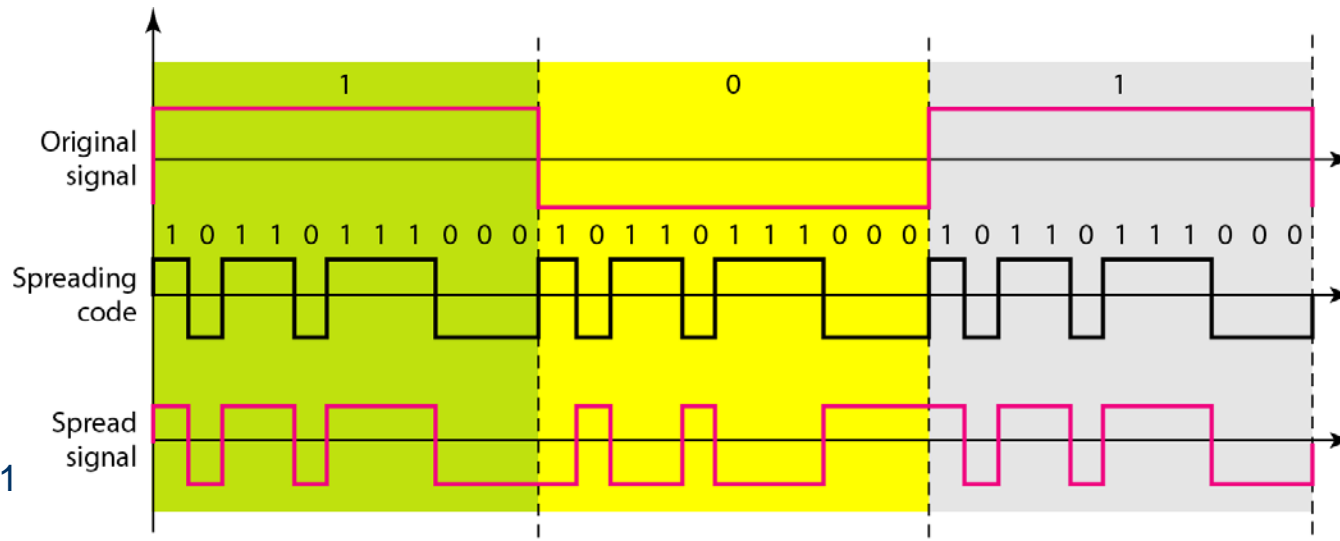 1 0 1
Original
signal
1 0 1 1 0 1 1 1 0 0 0 1 0 1 1 0 1 1 1 0 0 0 1 0 1 1 0 1 1 1 0 0 0
Spreading
code
Spread
signal
1